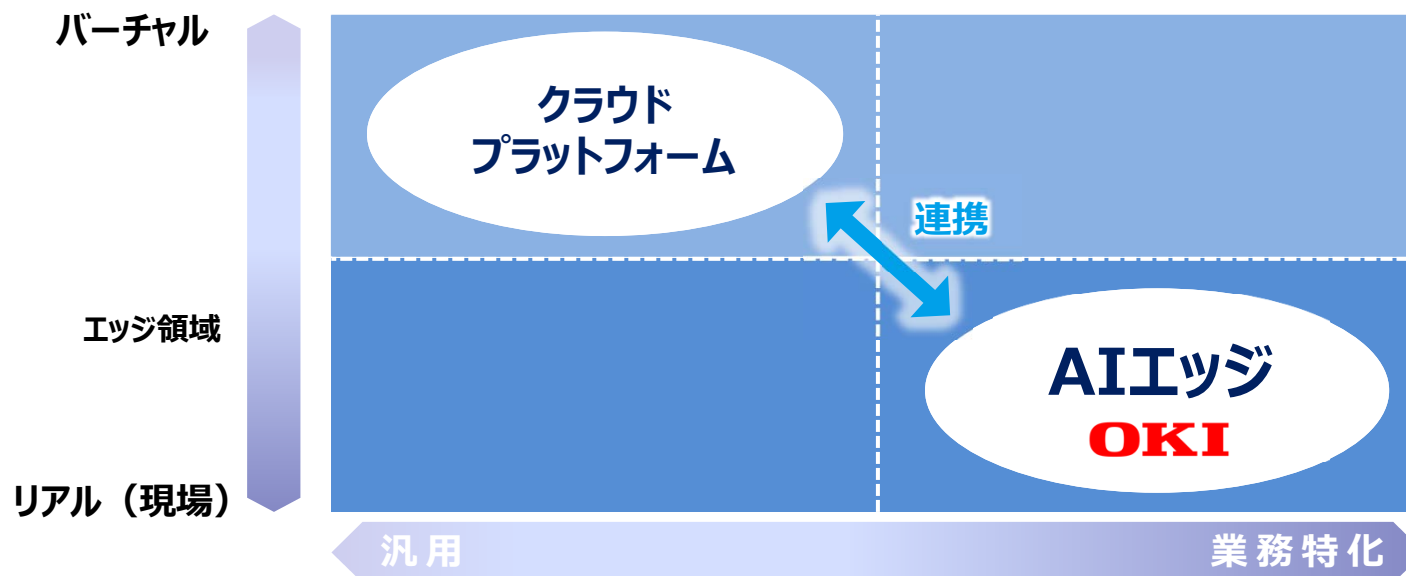 バーチャル
クラウド
プラットフォーム
連携
エッジ領域
AIエッジ
OKI
リアル（現場）
汎用
業務特化